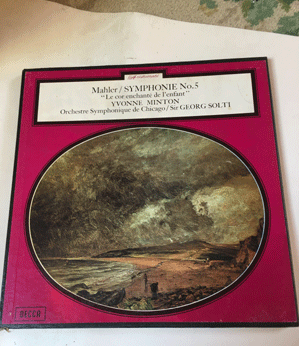 Mahler/SYMPHONIE No.5
"Le cor enchanté de l'enfant"
YVONNE MINTON
Orchestre Symphonique de Chicago/Sir GEORG SOLTI
DECCA